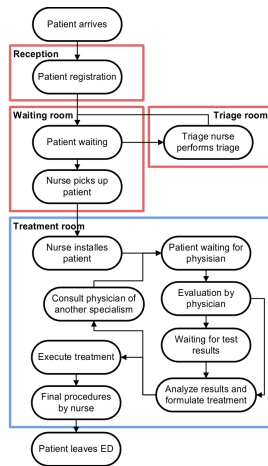 Patient arrives
Reception
Patient registration
Waiting room
Triage room
Patient waiting
Triage nurse
performs triage
Nurse picks up
patient
Treatment room
Nurse installes
patient
Patient waiting for
physisian
Consult physician of
another specialism
Evaluation by
physician
Waiting for test
results
Execute treatment
Analyze results and
formulate treatment
Final procedures
by nurse
Patient leaves ED